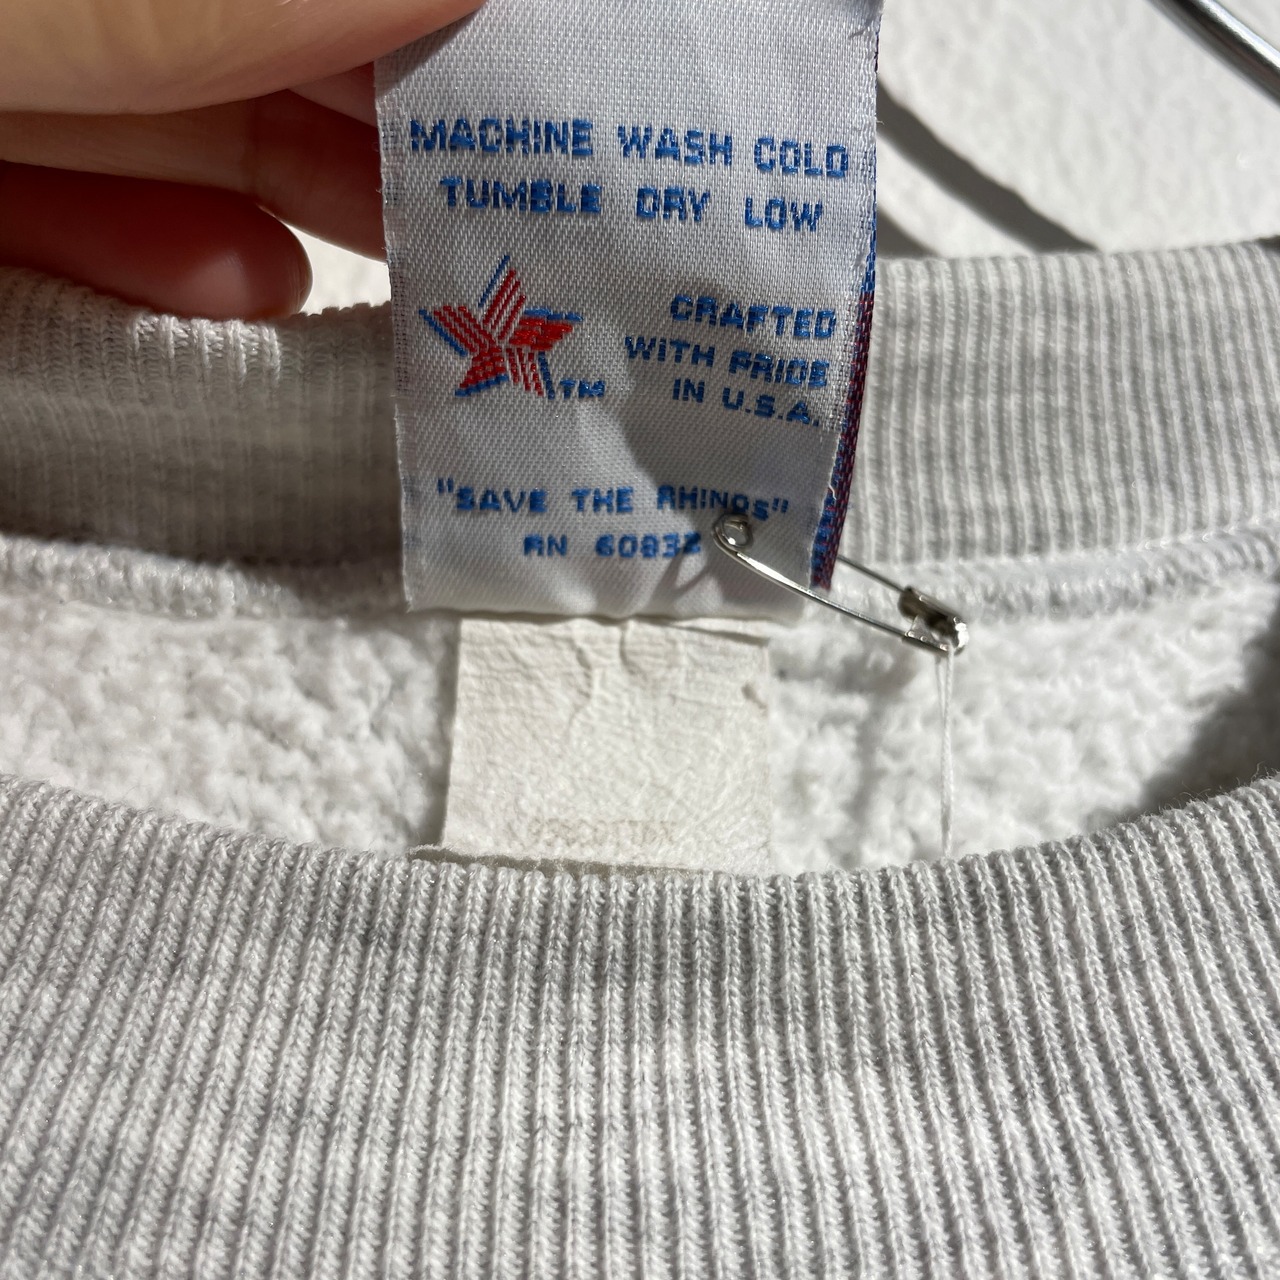 MACHINE WASH COLD
TUMBLE DRY LOW
TM
CRAFTED
WITH PRIDE
IN U.S.A.
"SAVE THE RHINOS"
RN 60832